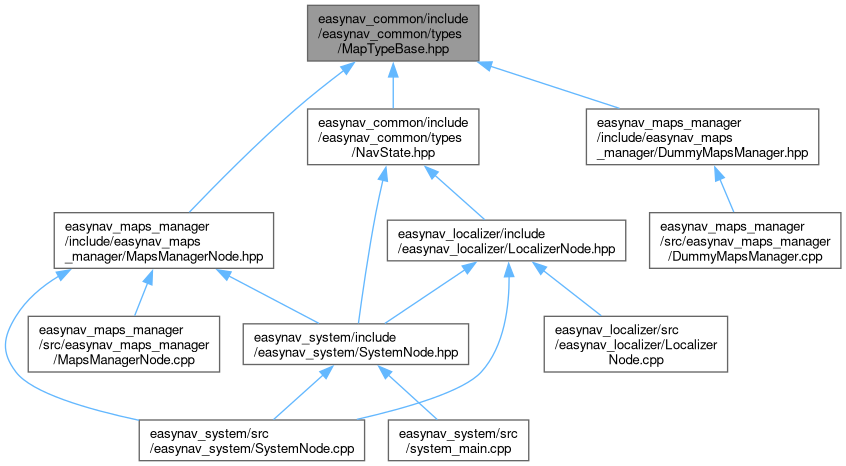 easynav_common/include
/easynav_common/types
/MapTypeBase.hpp
easynav_common/include
/easynav_common/types
/NavState.hpp
easynav_maps_manager
/include/easynav_maps
_manager/DummyMapsManager.hpp
easynav_maps_manager
/include/easynav_maps
_manager/MapsManagerNode.hpp
easynav_localizer/include
/easynav_localizer/LocalizerNode.hpp
easynav_maps_manager
/src/easynav_maps_manager
/DummyMapsManager.cpp
easynav_maps_manager
/src/easynav_maps_manager
/MapsManagerNode.cpp
easynav_system/include
/easynav_system/SystemNode.hpp
easynav_localizer/src
/easynav_localizer/Localizer
Node.cpp
easynav_system/src
/easynav_system/SystemNode.cpp
easynav_system/src
/system_main.cpp